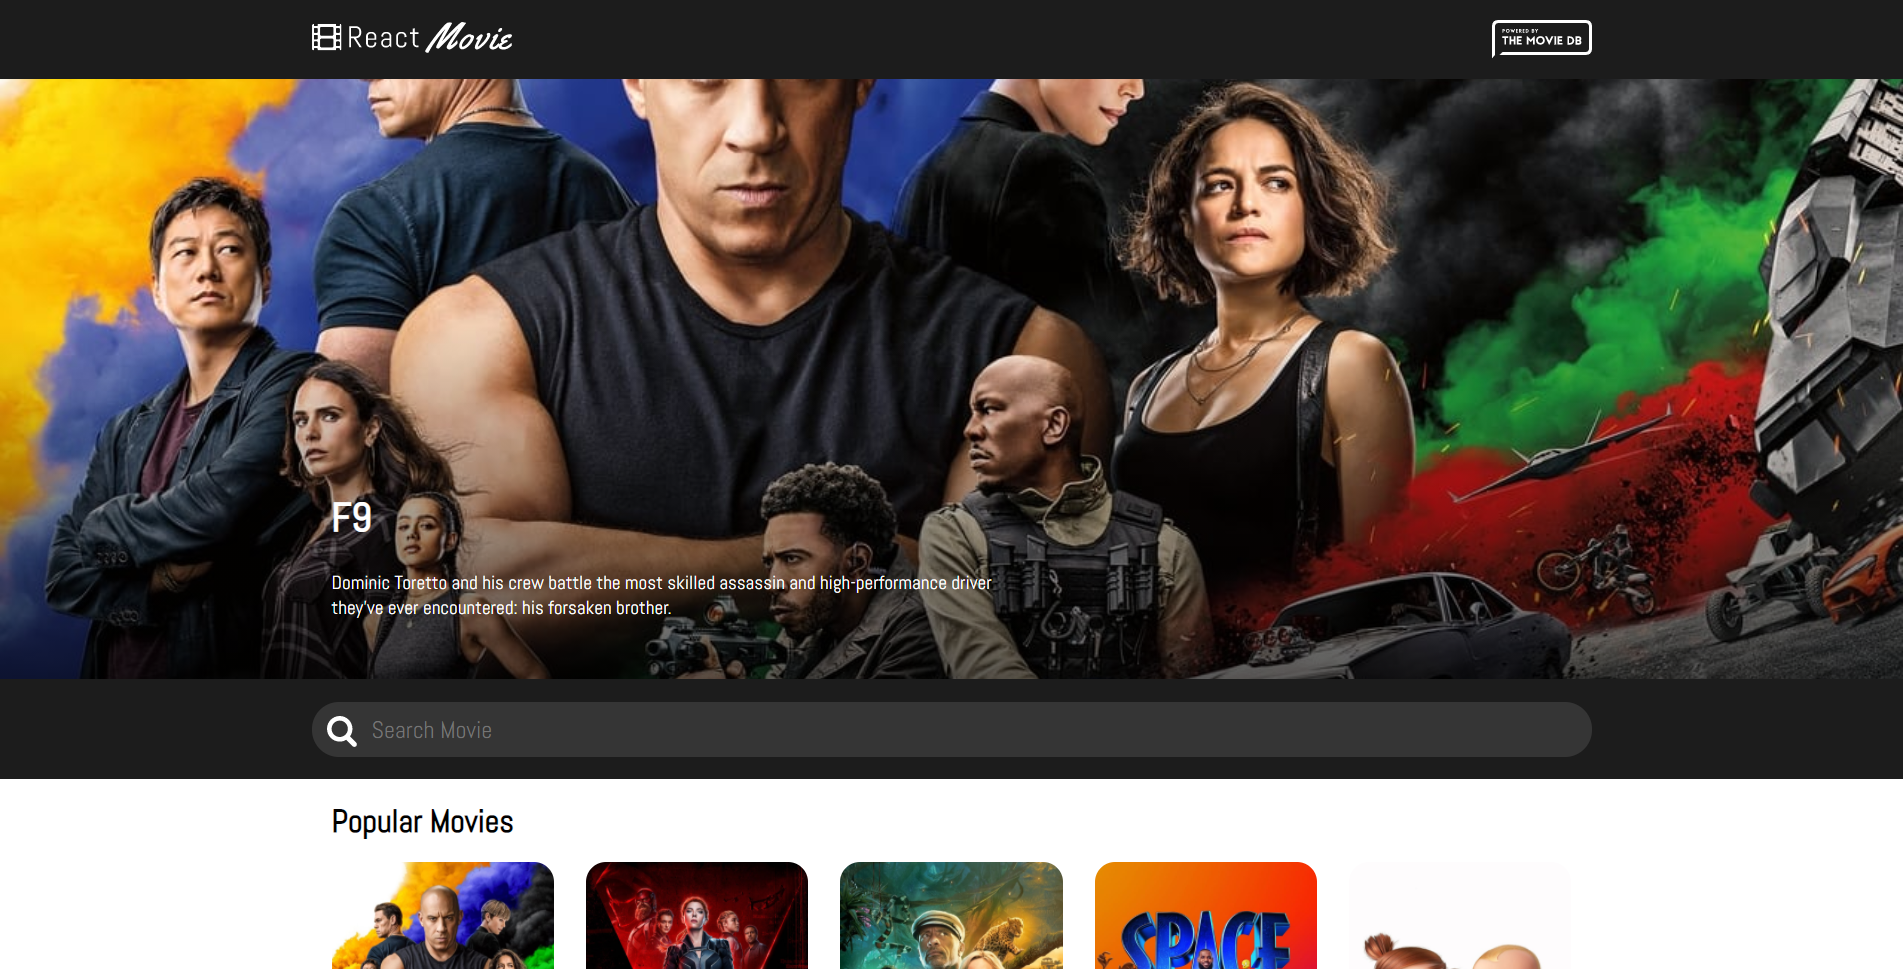 React Movie
POWERED BY
THE MOVIE DB
F9
Dominic Toretto and his crew battle the most skilled assassin and high-performance driver
they've ever encountered: his forsaken brother.
Search Movie
Popular Movies
SPACE